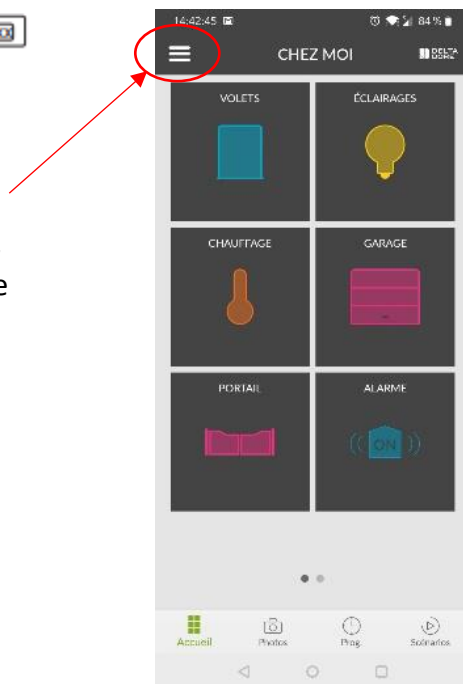 14:42:45 84 %
CHEZ MOI DELTA DORE
VOLETS ÉCLAIRAGES
CHAUFFAGE GARAGE
e
PORTAIL ALARME
ON
Accueil Photos Prog. Scénarios